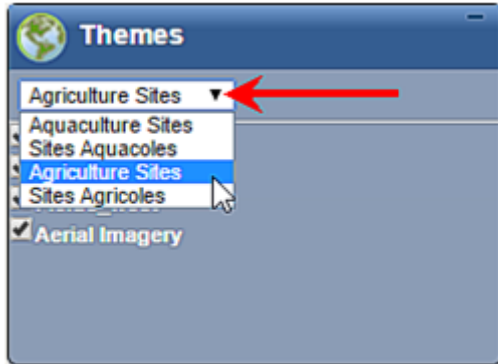 Themes
Agriculture Sites
Aquaculture Sites
Sites Aquacoles
Agriculture Sites
Sites Agricoles
Aerial Imagery